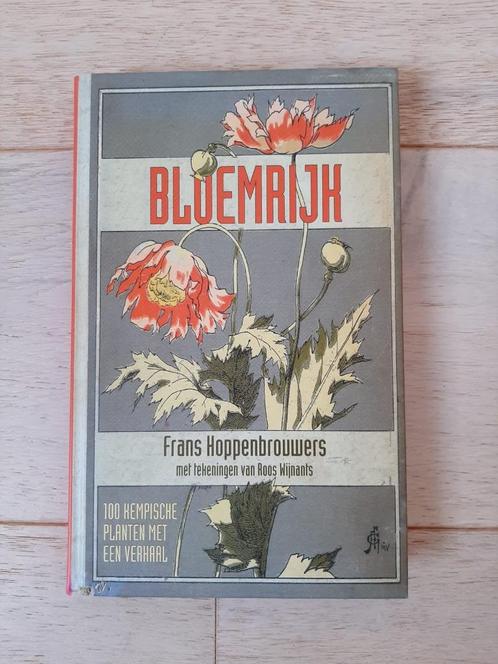 BLOEMRIJK
Frans Hoppenbrouwers
met tekeningen van Roos Wijnants
100 KEMPISCHE
PLANTEN MET
EEN VERHAAL